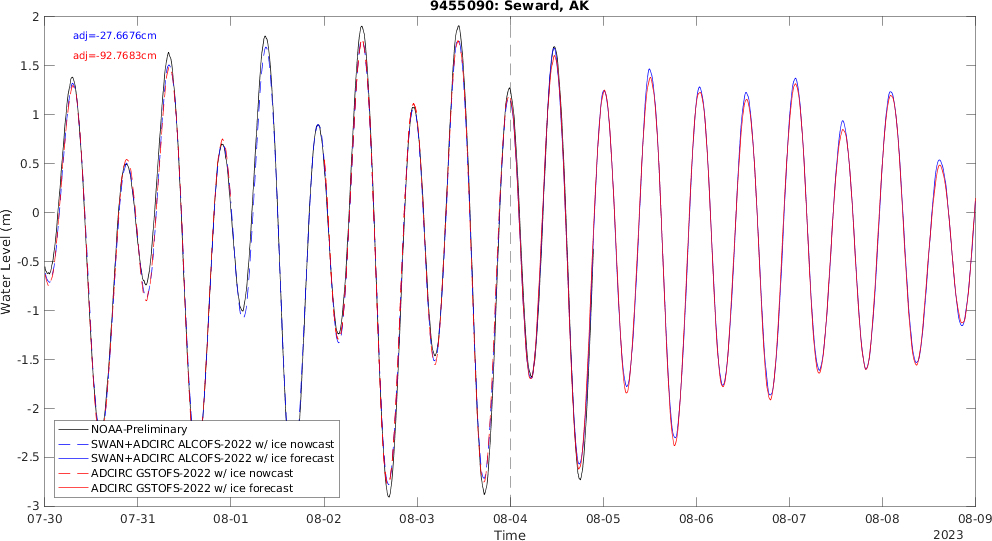 9455090: Seward, AK
adj=-27.6676cm
adj=-92.7683cm
Water Level (m)
2
1.5
1
0.5
0
-0.5
-1
-1.5
-2
-2.5
-3
NOAA-Preliminary
SWAN+ADCIRC ALCOFS-2022 w/ ice nowcast
SWAN+ADCIRC ALCOFS-2022 w/ ice forecast
ADCIRC GSTOFS-2022 w/ ice nowcast
ADCIRC GSTOFS-2022 w/ ice forecast
07-30 07-31 08-01 08-02 08-03 08-04 08-05 08-06 08-07 08-08 08-09
Time
2023